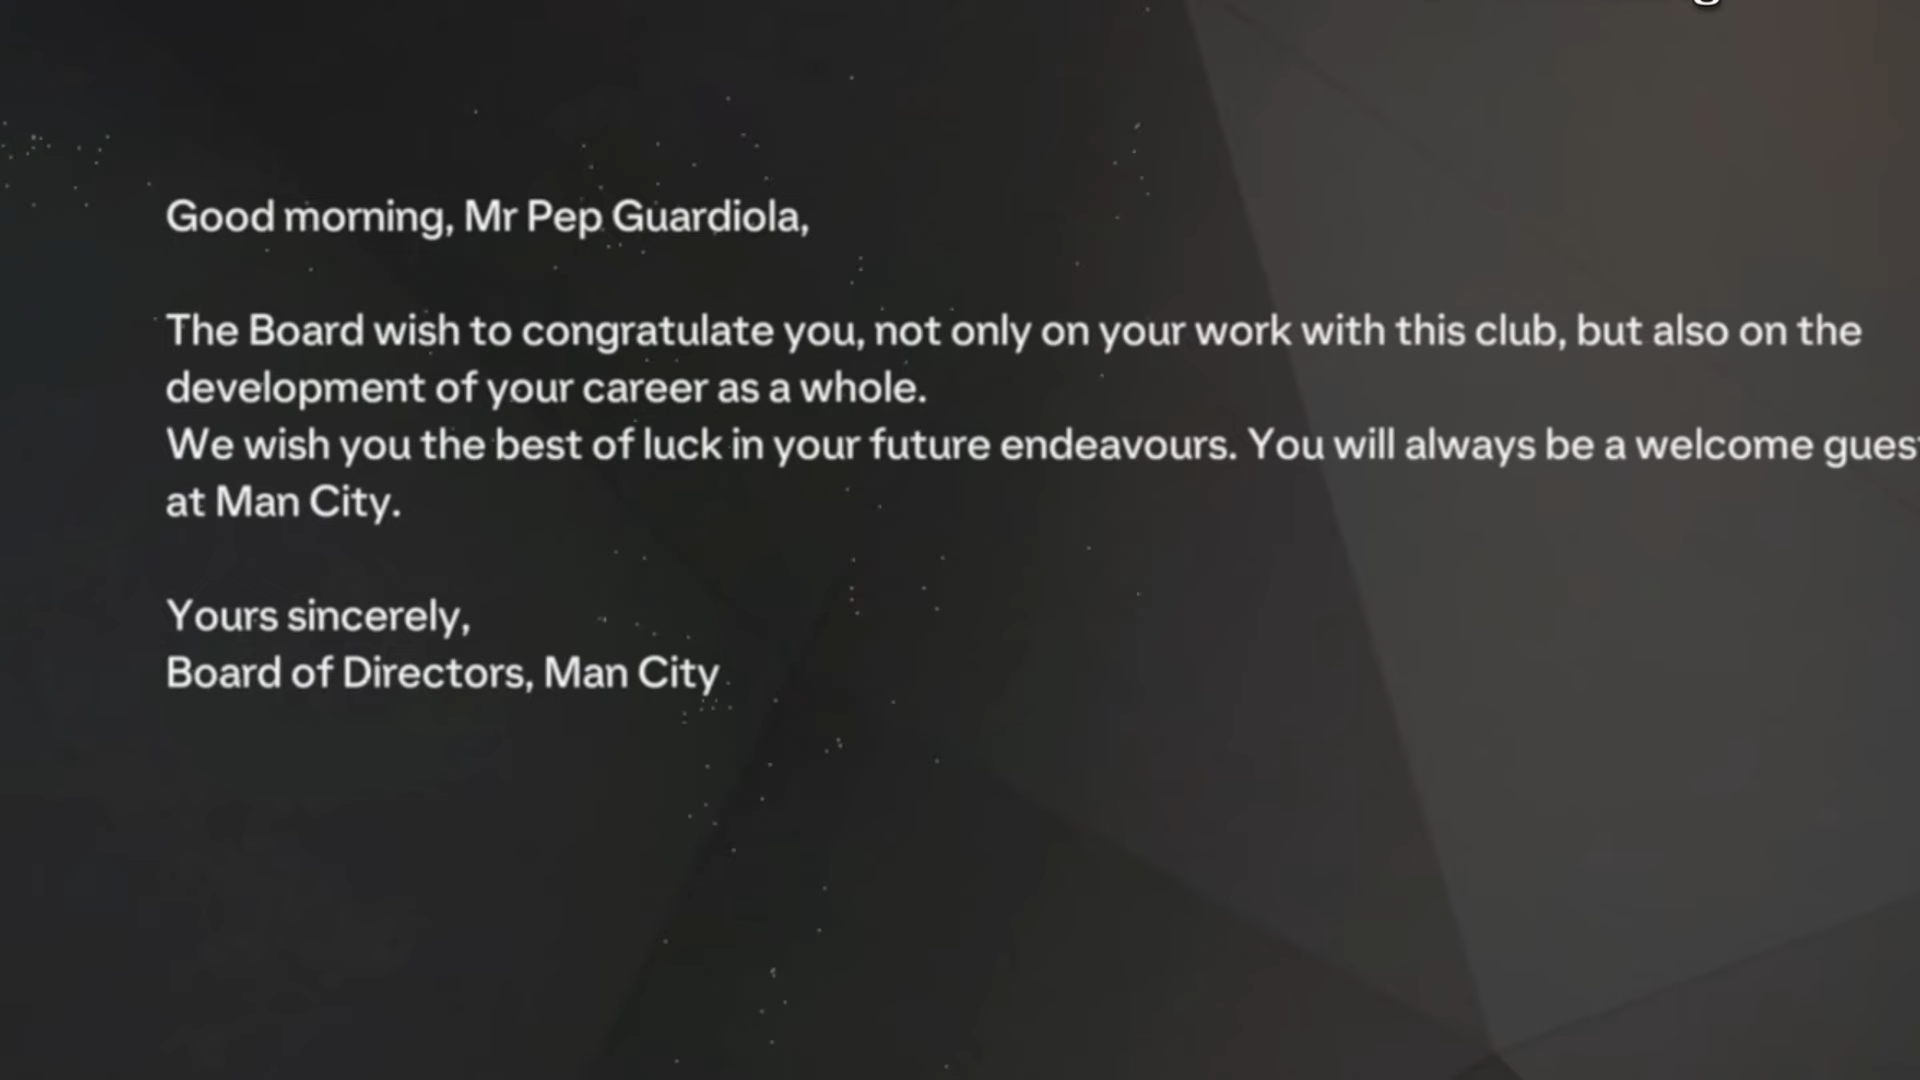 Good morning, Mr Pep Guardiola,
The Board wish to congratulate you, not only on your work with this club, but also on the
development of your career as a whole.
We wish you the best of luck in your future endeavours. You will always be a welcome guest
at Man City.
Yours sincerely,
Board of Directors, Man City